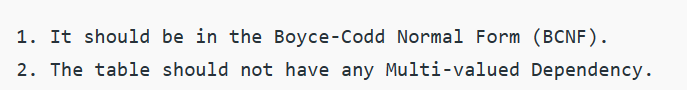 1. It should be in the Boyce-Codd Normal Form (BCNF).
2. The table should not have any Multi-valued Dependency.